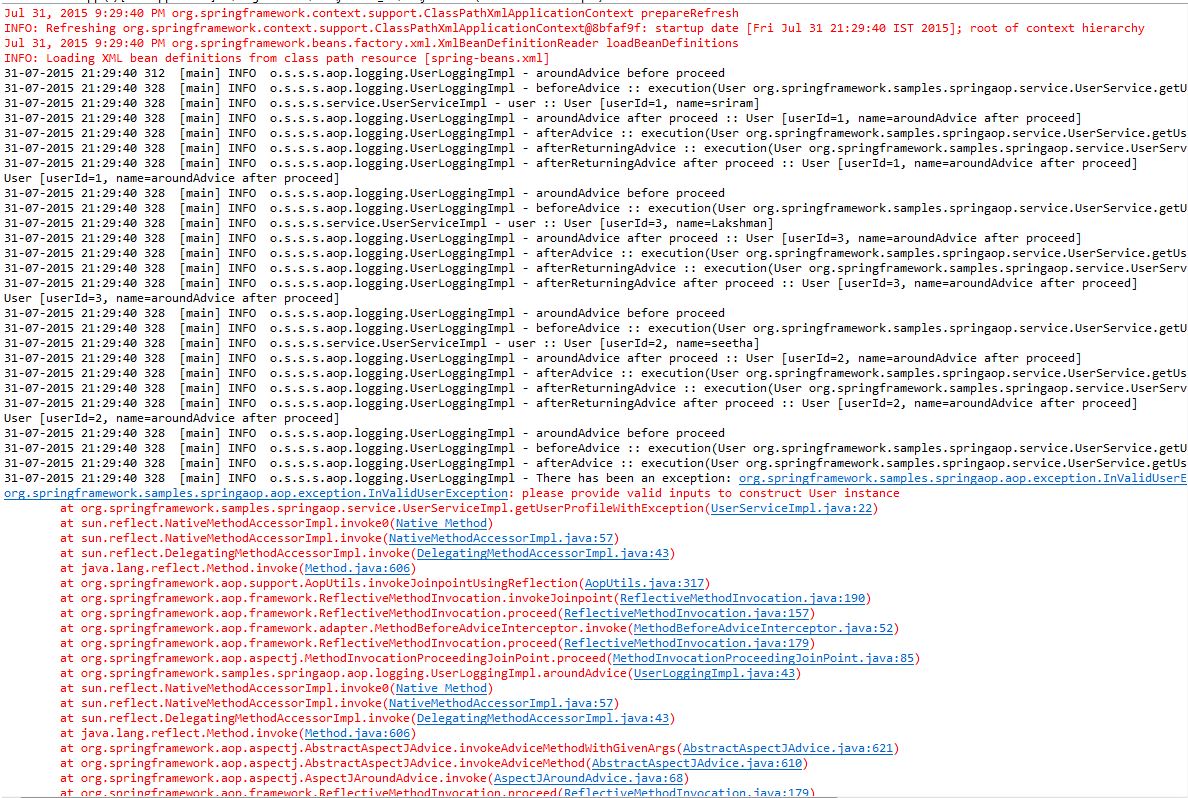 Jul 31, 2015 9:29:40 PM org.springframework.context.support.ClassPathXmlApplicationContext prepareRefresh
INFO: Refreshing org.springframework.context.support.ClassPathXmlApplicationContext@8bfaf9f: startup date [Fri Jul 31 21:29:40 IST 2015]; root of context hierarchy
Jul 31, 2015 9:29:40 PM org.springframework.beans.factory.xml.XmlBeanDefinitionReader loadBeanDefinitions
INFO: Loading XML bean definitions from class path resource [spring-beans.xml]
31-07-2015 21:29:40 312  [main] INFO  o.s.s.s.aop.logging.UserLoggingImpl - aroundAdvice before proceed
31-07-2015 21:29:40 328  [main] INFO  o.s.s.s.aop.logging.UserLoggingImpl - beforeAdvice :: execution(User org.springframework.samples.springaop.service.UserService.getU
31-07-2015 21:29:40 328  [main] INFO  o.s.s.s.service.UserServiceImpl - user :: User [userId=1, name=sriram]
31-07-2015 21:29:40 328  [main] INFO  o.s.s.s.aop.logging.UserLoggingImpl - aroundAdvice after proceed :: User [userId=1, name=aroundAdvice after proceed]
31-07-2015 21:29:40 328  [main] INFO  o.s.s.s.aop.logging.UserLoggingImpl - afterAdvice :: execution(User org.springframework.samples.springaop.service.UserService.getUs
31-07-2015 21:29:40 328  [main] INFO  o.s.s.s.aop.logging.UserLoggingImpl - afterReturningAdvice :: execution(User org.springframework.samples.springaop.service.UserServ
31-07-2015 21:29:40 328  [main] INFO  o.s.s.s.aop.logging.UserLoggingImpl - afterReturningAdvice after proceed :: User [userId=1, name=aroundAdvice after proceed]
User [userId=1, name=aroundAdvice after proceed]
31-07-2015 21:29:40 328  [main] INFO  o.s.s.s.aop.logging.UserLoggingImpl - aroundAdvice before proceed
31-07-2015 21:29:40 328  [main] INFO  o.s.s.s.aop.logging.UserLoggingImpl - beforeAdvice :: execution(User org.springframework.samples.springaop.service.UserService.getU
31-07-2015 21:29:40 328  [main] INFO  o.s.s.s.service.UserServiceImpl - user :: User [userId=3, name=Lakshman]
31-07-2015 21:29:40 328  [main] INFO  o.s.s.s.aop.logging.UserLoggingImpl - aroundAdvice after proceed :: User [userId=3, name=aroundAdvice after proceed]
31-07-2015 21:29:40 328  [main] INFO  o.s.s.s.aop.logging.UserLoggingImpl - afterAdvice :: execution(User org.springframework.samples.springaop.service.UserService.getUs
31-07-2015 21:29:40 328  [main] INFO  o.s.s.s.aop.logging.UserLoggingImpl - afterReturningAdvice :: execution(User org.springframework.samples.springaop.service.UserServ
31-07-2015 21:29:40 328  [main] INFO  o.s.s.s.aop.logging.UserLoggingImpl - afterReturningAdvice after proceed :: User [userId=3, name=aroundAdvice after proceed]
User [userId=3, name=aroundAdvice after proceed]
31-07-2015 21:29:40 328  [main] INFO  o.s.s.s.aop.logging.UserLoggingImpl - aroundAdvice before proceed
31-07-2015 21:29:40 328  [main] INFO  o.s.s.s.aop.logging.UserLoggingImpl - beforeAdvice :: execution(User org.springframework.samples.springaop.service.UserService.getU
31-07-2015 21:29:40 328  [main] INFO  o.s.s.s.service.UserServiceImpl - user :: User [userId=2, name=seetha]
31-07-2015 21:29:40 328  [main] INFO  o.s.s.s.aop.logging.UserLoggingImpl - aroundAdvice after proceed :: User [userId=2, name=aroundAdvice after proceed]
31-07-2015 21:29:40 328  [main] INFO  o.s.s.s.aop.logging.UserLoggingImpl - afterAdvice :: execution(User org.springframework.samples.springaop.service.UserService.getUs
31-07-2015 21:29:40 328  [main] INFO  o.s.s.s.aop.logging.UserLoggingImpl - afterReturningAdvice :: execution(User org.springframework.samples.springaop.service.UserServ
31-07-2015 21:29:40 328  [main] INFO  o.s.s.s.aop.logging.UserLoggingImpl - afterReturningAdvice after proceed :: User [userId=2, name=aroundAdvice after proceed]
User [userId=2, name=aroundAdvice after proceed]
31-07-2015 21:29:40 328  [main] INFO  o.s.s.s.aop.logging.UserLoggingImpl - aroundAdvice before proceed
31-07-2015 21:29:40 328  [main] INFO  o.s.s.s.aop.logging.UserLoggingImpl - beforeAdvice :: execution(User org.springframework.samples.springaop.service.UserService.getU
31-07-2015 21:29:40 328  [main] INFO  o.s.s.s.aop.logging.UserLoggingImpl - afterAdvice :: execution(User org.springframework.samples.springaop.service.UserService.getUs
31-07-2015 21:29:40 328  [main] INFO  o.s.s.s.aop.logging.UserLoggingImpl - There has been an exception: org.springframework.samples.springaop.aop.exception.InValidUserE
org.springframework.samples.springaop.aop.exception.InValidUserException: please provide valid inputs to construct User instance
at org.springframework.samples.springaop.service.UserServiceImpl.getUserProfileWithException(UserServiceImpl.java:22)
at sun.reflect.NativeMethodAccessorImpl.invoke0(Native Method)
at sun.reflect.NativeMethodAccessorImpl.invoke(NativeMethodAccessorImpl.java:57)
at sun.reflect.DelegatingMethodAccessorImpl.invoke(DelegatingMethodAccessorImpl.java:43)
at java.lang.reflect.Method.invoke(Method.java:606)
at org.springframework.aop.support.AopUtils.invokeJoinpointUsingReflection(AopUtils.java:317)
at org.springframework.aop.framework.ReflectiveMethodInvocation.invokeJoinpoint(ReflectiveMethodInvocation.java:190)
at org.springframework.aop.framework.ReflectiveMethodInvocation.proceed(ReflectiveMethodInvocation.java:157)
at org.springframework.aop.framework.adapter.MethodBeforeAdviceInterceptor.invoke(MethodBeforeAdviceInterceptor.java:52)
at org.springframework.aop.framework.ReflectiveMethodInvocation.proceed(ReflectiveMethodInvocation.java:179)
at org.springframework.aop.aspectj.MethodInvocationProceedingJoinPoint.proceed(MethodInvocationProceedingJoinPoint.java:85)
at org.springframework.samples.springaop.aop.logging.UserLoggingImpl.aroundAdvice(UserLoggingImpl.java:43)
at sun.reflect.NativeMethodAccessorImpl.invoke0(Native Method)
at sun.reflect.NativeMethodAccessorImpl.invoke(NativeMethodAccessorImpl.java:57)
at sun.reflect.DelegatingMethodAccessorImpl.invoke(DelegatingMethodAccessorImpl.java:43)
at java.lang.reflect.Method.invoke(Method.java:606)
at org.springframework.aop.aspectj.AbstractAspectJAdvice.invokeAdviceMethodWithGivenArgs(AbstractAspectJAdvice.java:621)
at org.springframework.aop.aspectj.AbstractAspectJAdvice.invokeAdviceMethod(AbstractAspectJAdvice.java:610)
at org.springframework.aop.aspectj.AspectJAroundAdvice.invoke(AspectJAroundAdvice.java:68)
at org.springframework.aop.framework.ReflectiveMethodInvocation.proceed(ReflectiveMethodInvocation.java:179)